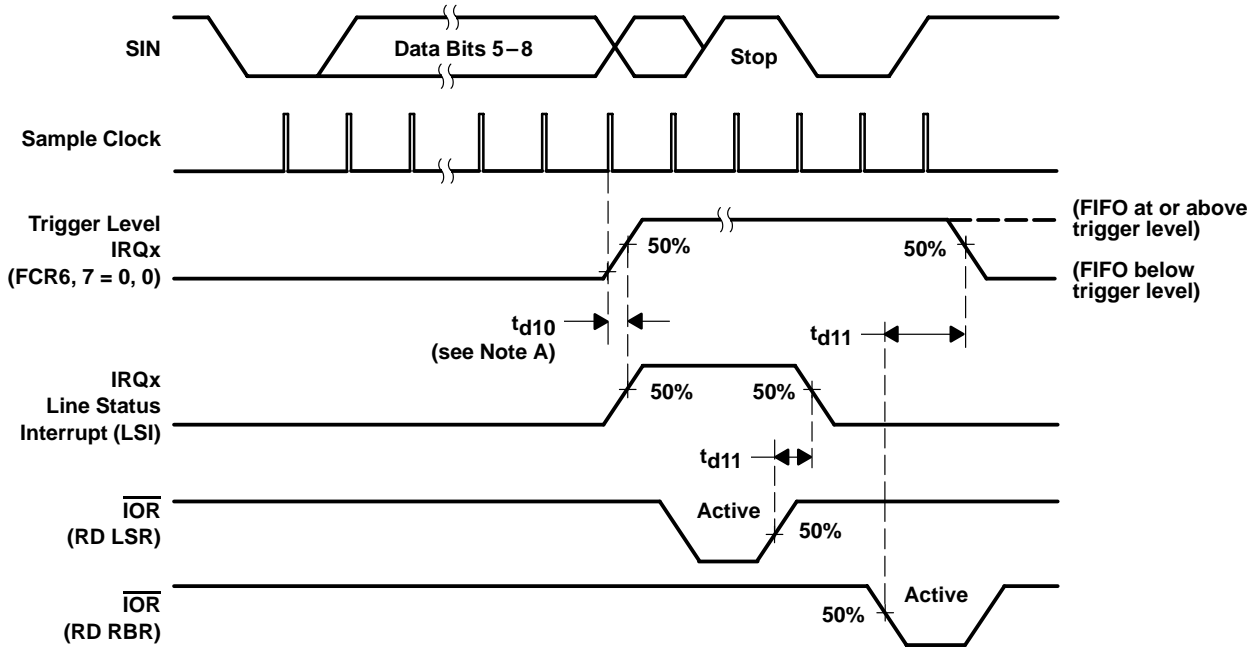 SIN
Data Bits 5–8
Stop
Sample Clock
Trigger Level
IRQx
(FCR6, 7 = 0, 0)
50%
50%
(FIFO at or above
trigger level)
(FIFO below
trigger level)
td10
(see Note A)
td11
IRQx
Line Status
Interrupt (LSI)
50%
50%
td11
IOR
(RD LSR)
Active
50%
IOR
(RD RBR)
50%
Active